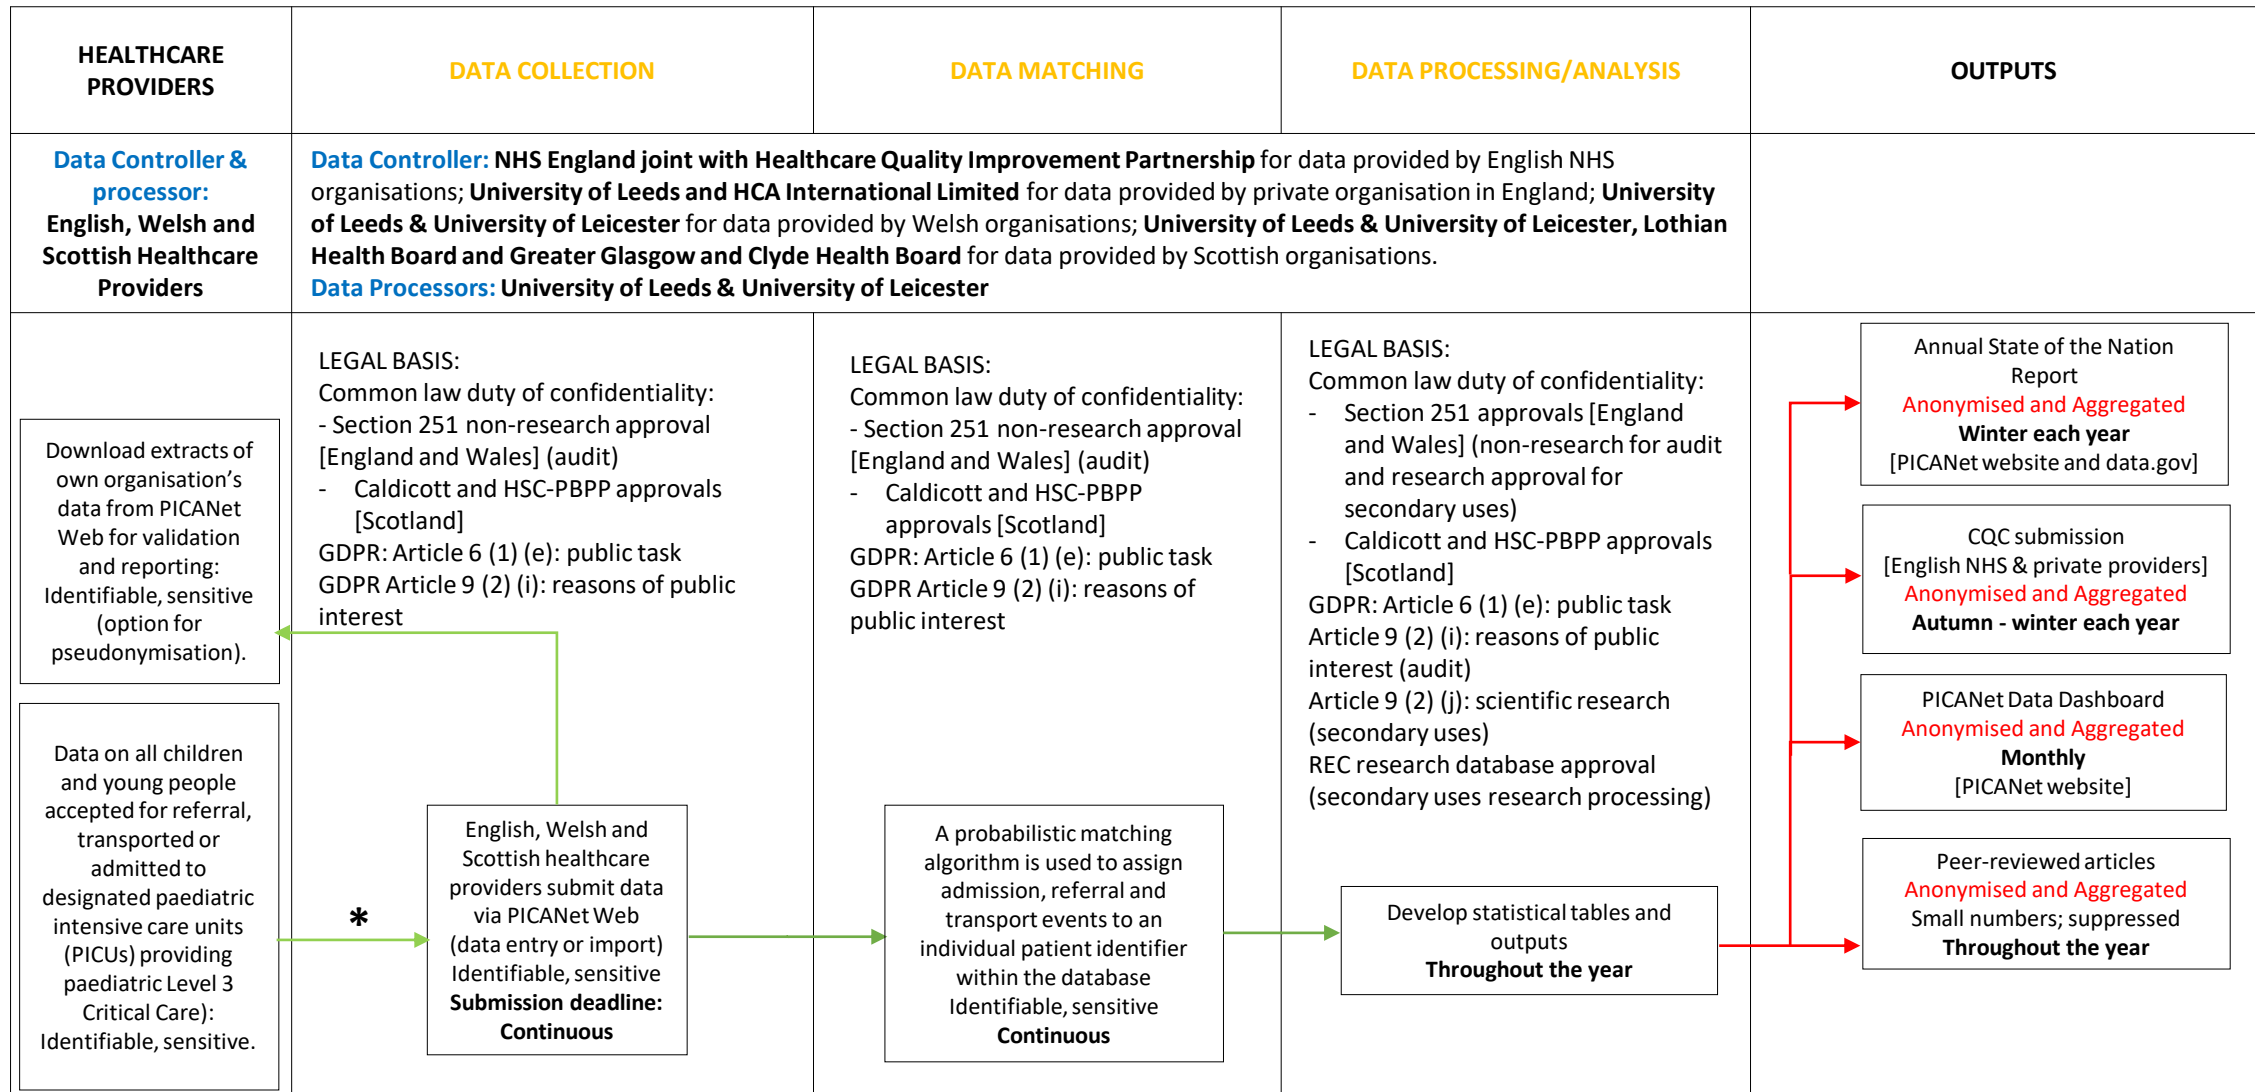 HEALTHCARE
PROVIDERS
DATA COLLECTION
DATA MATCHING
DATA PROCESSING/ANALYSIS
OUTPUTS
Data Controller &
processor:
English, Welsh and
Scottish Healthcare
Providers
Data Controller: NHS England joint with Healthcare Quality Improvement Partnership for data provided by English NHS
organisations; University of Leeds and HCA International Limited for data provided by private organisation in England; University
of Leeds & University of Leicester for data provided by Welsh organisations; University of Leeds & University of Leicester, Lothian
Health Board and Greater Glasgow and Clyde Health Board for data provided by Scottish organisations.
Data Processors: University of Leeds & University of Leicester
Download extracts of
own organisation’s
data from PICANet
Web for validation
and reporting:
Identifiable, sensitive
(option for
pseudonymisation).
Data on all children
and young people
accepted for referral,
transported or
admitted to
designated paediatric
intensive care units
(PICUs) providing
paediatric Level 3
Critical Care):
Identifiable, sensitive.
LEGAL BASIS:
Common law duty of confidentiality:
- Section 251 non-research approval
[England and Wales] (audit)
- Caldicott and HSC-PBPP approvals
[Scotland]
GDPR: Article 6 (1) (e): public task
GDPR Article 9 (2) (i): reasons of public
interest
*
English, Welsh and
Scottish healthcare
providers submit data
via PICANet Web
(data entry or import)
Identifiable, sensitive
Submission deadline:
Continuous
LEGAL BASIS:
Common law duty of confidentiality:
- Section 251 non-research approval
[England and Wales] (audit)
- Caldicott and HSC-PBPP
approvals [Scotland]
GDPR: Article 6 (1) (e): public task
GDPR Article 9 (2) (i): reasons of
public interest
A probabilistic matching
algorithm is used to assign
admission, referral and
transport events to an
individual patient identifier
within the database
Identifiable, sensitive
Continuous
LEGAL BASIS:
Common law duty of confidentiality:
- Section 251 approvals [England
and Wales] (non-research for audit
and research approval for
secondary uses)
- Caldicott and HSC-PBPP approvals
[Scotland]
GDPR: Article 6 (1) (e): public task
Article 9 (2) (i): reasons of public
interest (audit)
Article 9 (2) (j): scientific research
(secondary uses)
REC research database approval
(secondary uses research processing)
Develop statistical tables and
outputs
Throughout the year
Annual State of the Nation
Report
Anonymised and Aggregated
Winter each year
[PICANet website and data.gov]
CQC submission
[English NHS & private providers]
Anonymised and Aggregated
Autumn - winter each year
PICANet Data Dashboard
Anonymised and Aggregated
Monthly
[PICANet website]
Peer-reviewed articles
Anonymised and Aggregated
Small numbers; suppressed
Throughout the year